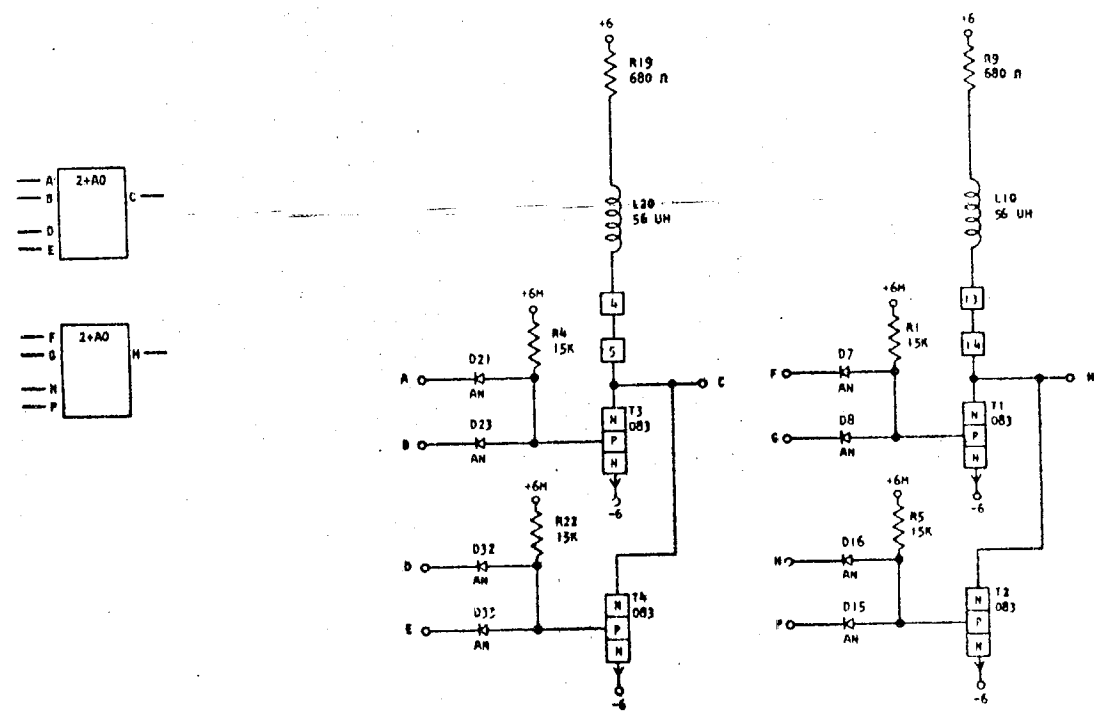 A
B
D
E
2+AO
C
F
G
N
P
2+AO
H
+6
R19
680 Ω
L20
56 UH
4
5
+6M
R4
15K
D21
AN
A
C
D23
AN
B
T3
083
N
P
N
-6
+6M
R22
15K
D32
AN
D
D33
AN
E
T4
083
N
P
N
-6
+6
R9
680 Ω
L10
56 UH
13
14
+6M
R1
15K
D7
AN
F
H
D8
AN
G
T1
083
N
P
N
-6
+6M
R5
15K
D16
AN
N
D15
AN
P
T2
083
N
P
N
-6